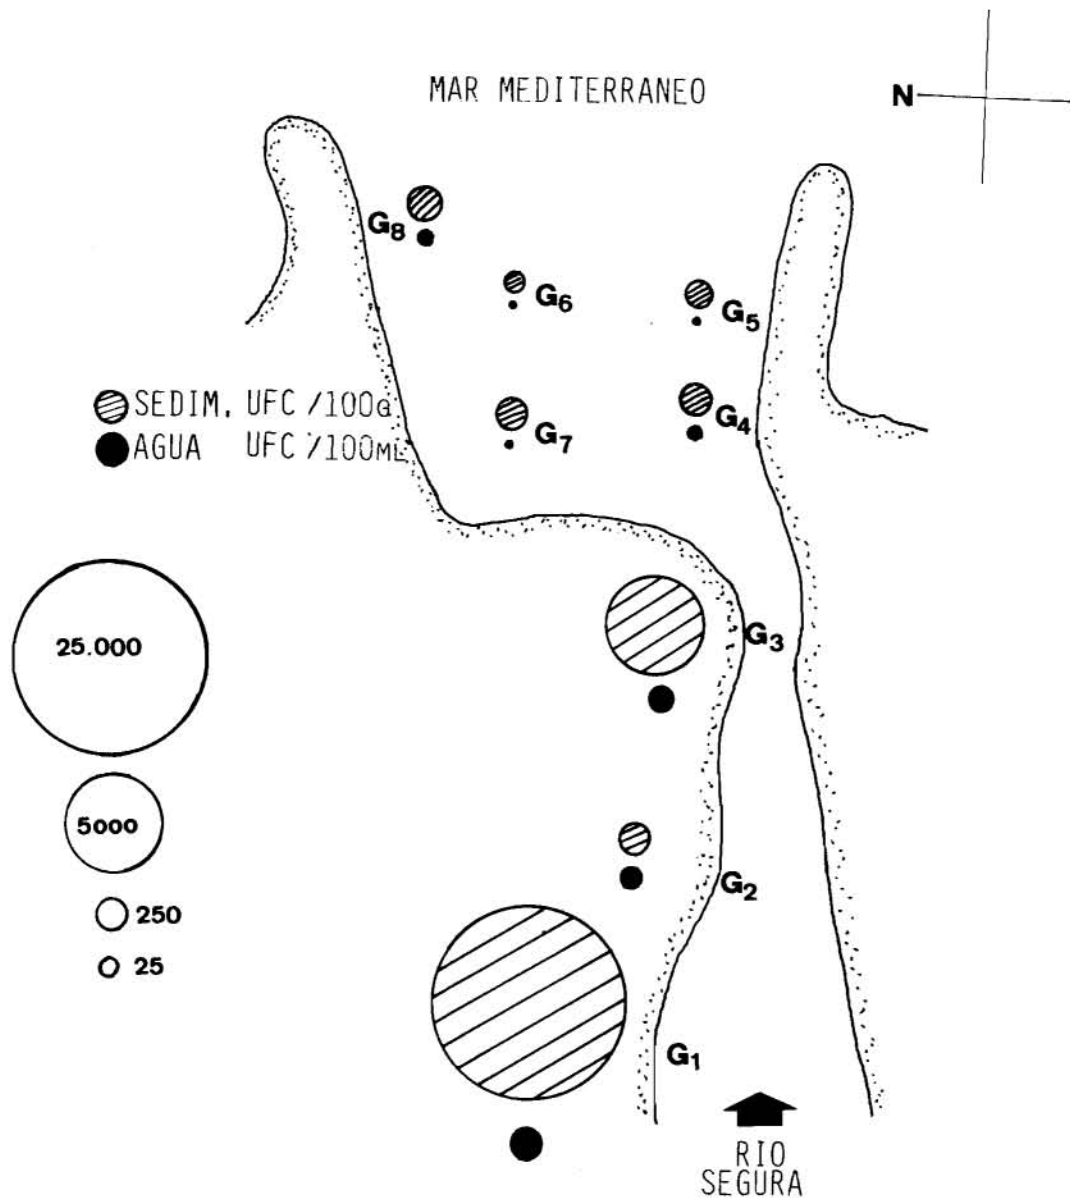 MAR MEDITERRANEO
N
G8
G6
G5
SEDIM. UFC /100G
G7
G4
AGUA UFC /100ML
25.000
G3
5000
G2
250
25
G1
RIO
SEGURA